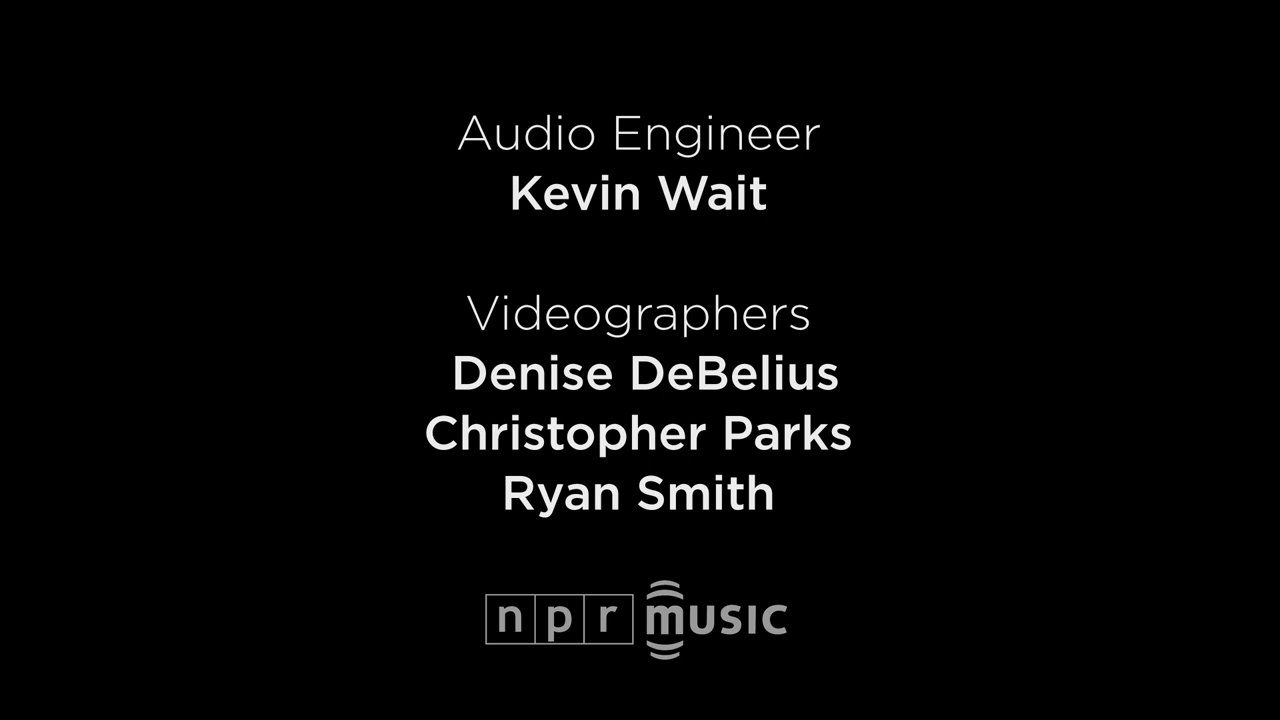 Audio Engineer
Kevin Wait
Videographers
Denise DeBelius
Christopher Parks
Ryan Smith
npr music